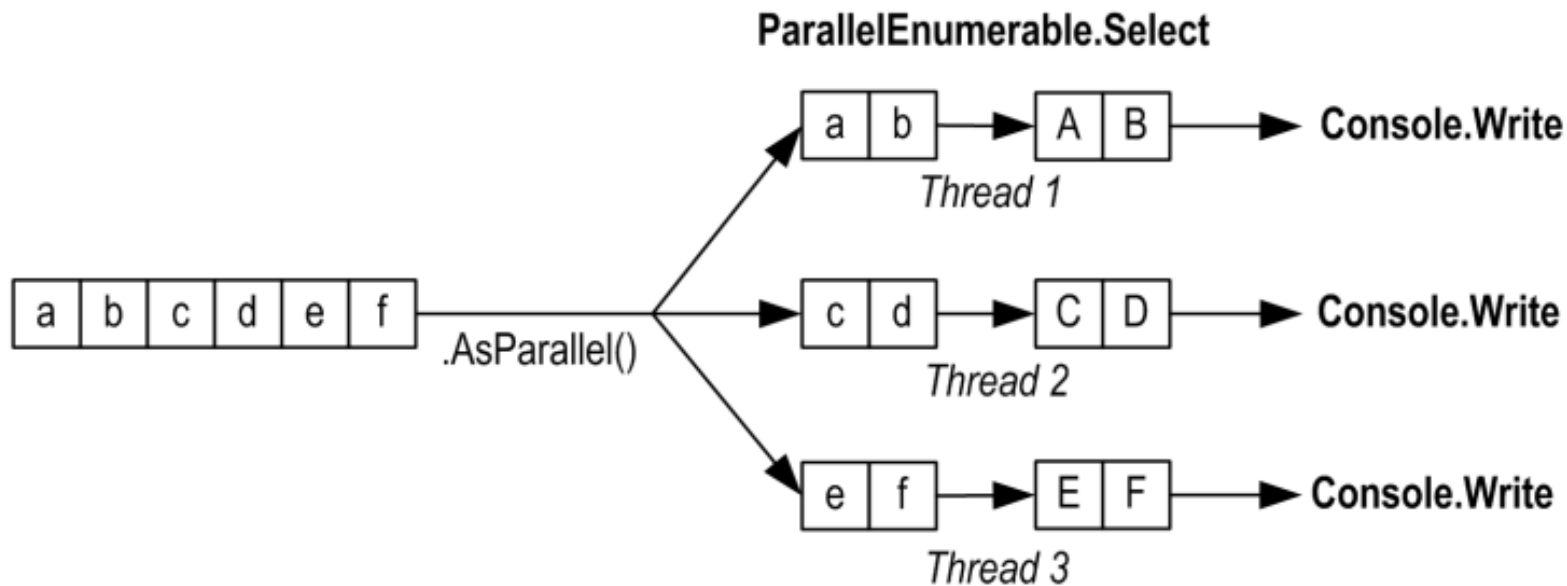 ParallelEnumerable.Select
a b A B Console.Write
Thread 1
a b c d e f .AsParallel() c d C D Console.Write
Thread 2
e f E F Console.Write
Thread 3